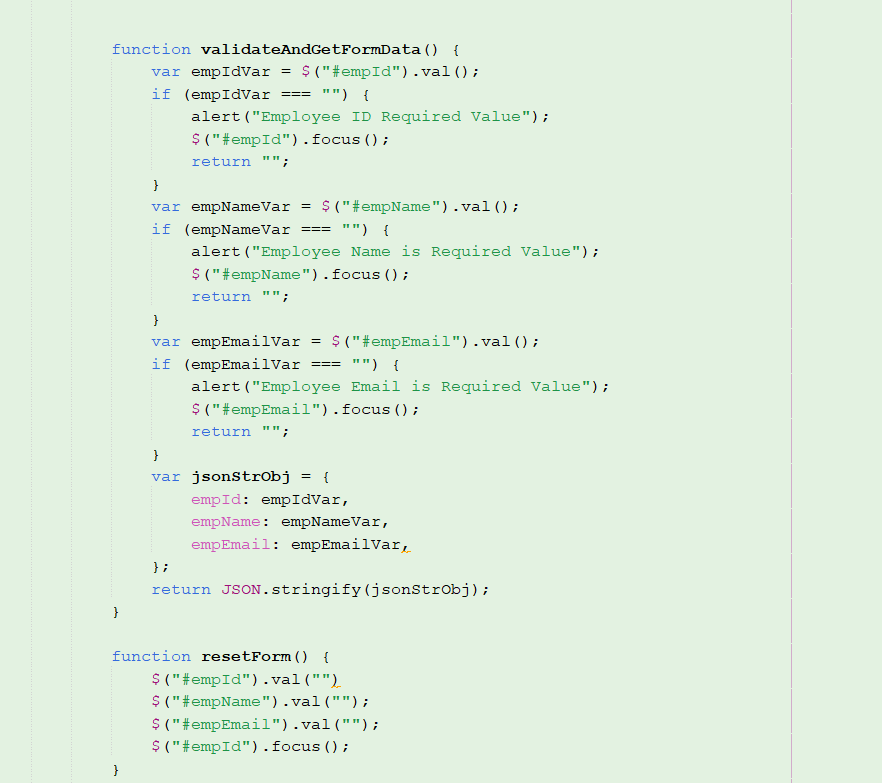 function validateAndGetFormData() {
    var empIdVar = $("#empId").val();
    if (empIdVar === "") {
        alert("Employee ID Required Value");
        $("#empId").focus();
        return "";
    }
    var empNameVar = $("#empName").val();
    if (empNameVar === "") {
        alert("Employee Name is Required Value");
        $("#empName").focus();
        return "";
    }
    var empEmailVar = $("#empEmail").val();
    if (empEmailVar === "") {
        alert("Employee Email is Required Value");
        $("#empEmail").focus();
        return "";
    }
    var jsonStrObj = {
        empId: empIdVar,
        empName: empNameVar,
        empEmail: empEmailVar,
    };
    return JSON.stringify(jsonStrObj);
}

function resetForm() {
    $("#empId").val("")
    $("#empName").val("");
    $("#empEmail").val("");
    $("#empId").focus();
}